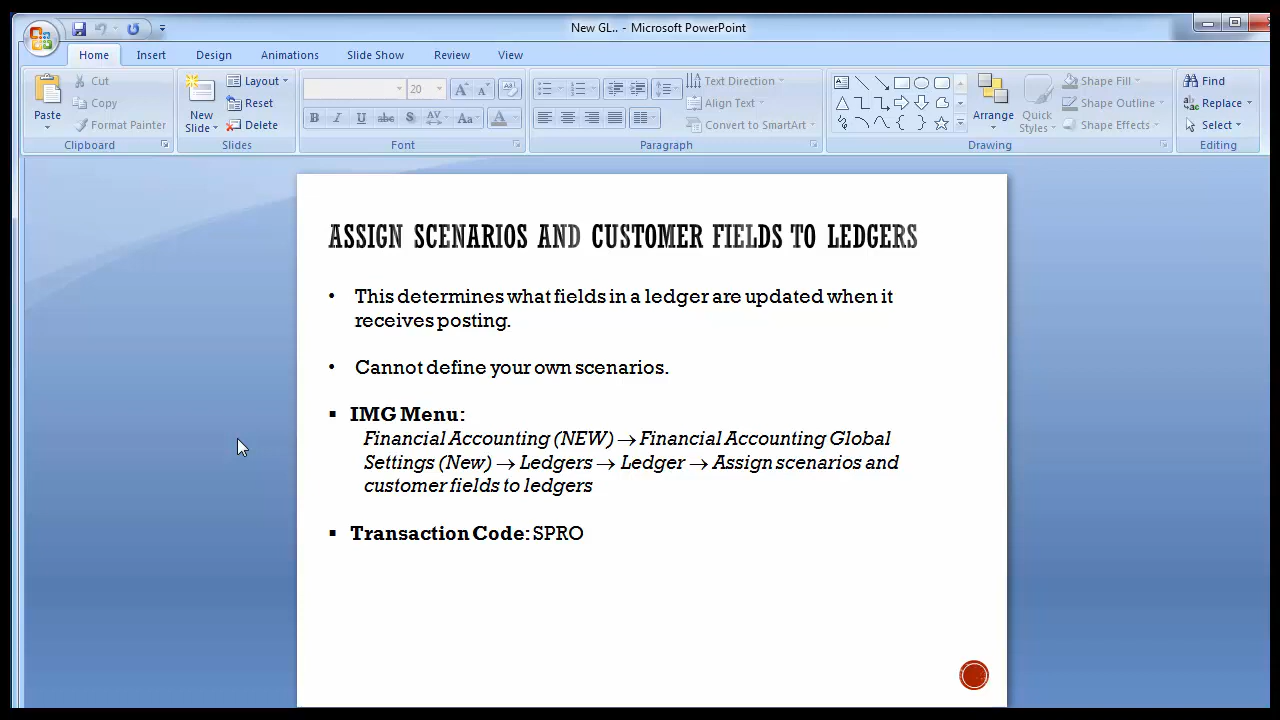 New GL.. - Microsoft PowerPoint
Home Insert Design Animations Slide Show Review View
Paste
Cut
Copy
Format Painter
Clipboard
New Slide
Layout
Reset
Delete
Slides
20
B I U abc S AV Aa A
Font
Text Direction
Align Text
Convert to SmartArt
Paragraph
Arrange
Quick Styles
Shape Fill
Shape Outline
Shape Effects
Drawing
Find
Replace
Select
Editing
ASSIGN SCENARIOS AND CUSTOMER FIELDS TO LEDGERS
• This determines what fields in a ledger are updated when it
receives posting.
• Cannot define your own scenarios.
▪ IMG Menu:
Financial Accounting (NEW) → Financial Accounting Global
Settings (New) → Ledgers → Ledger → Assign scenarios and
customer fields to ledgers
▪ Transaction Code: SPRO